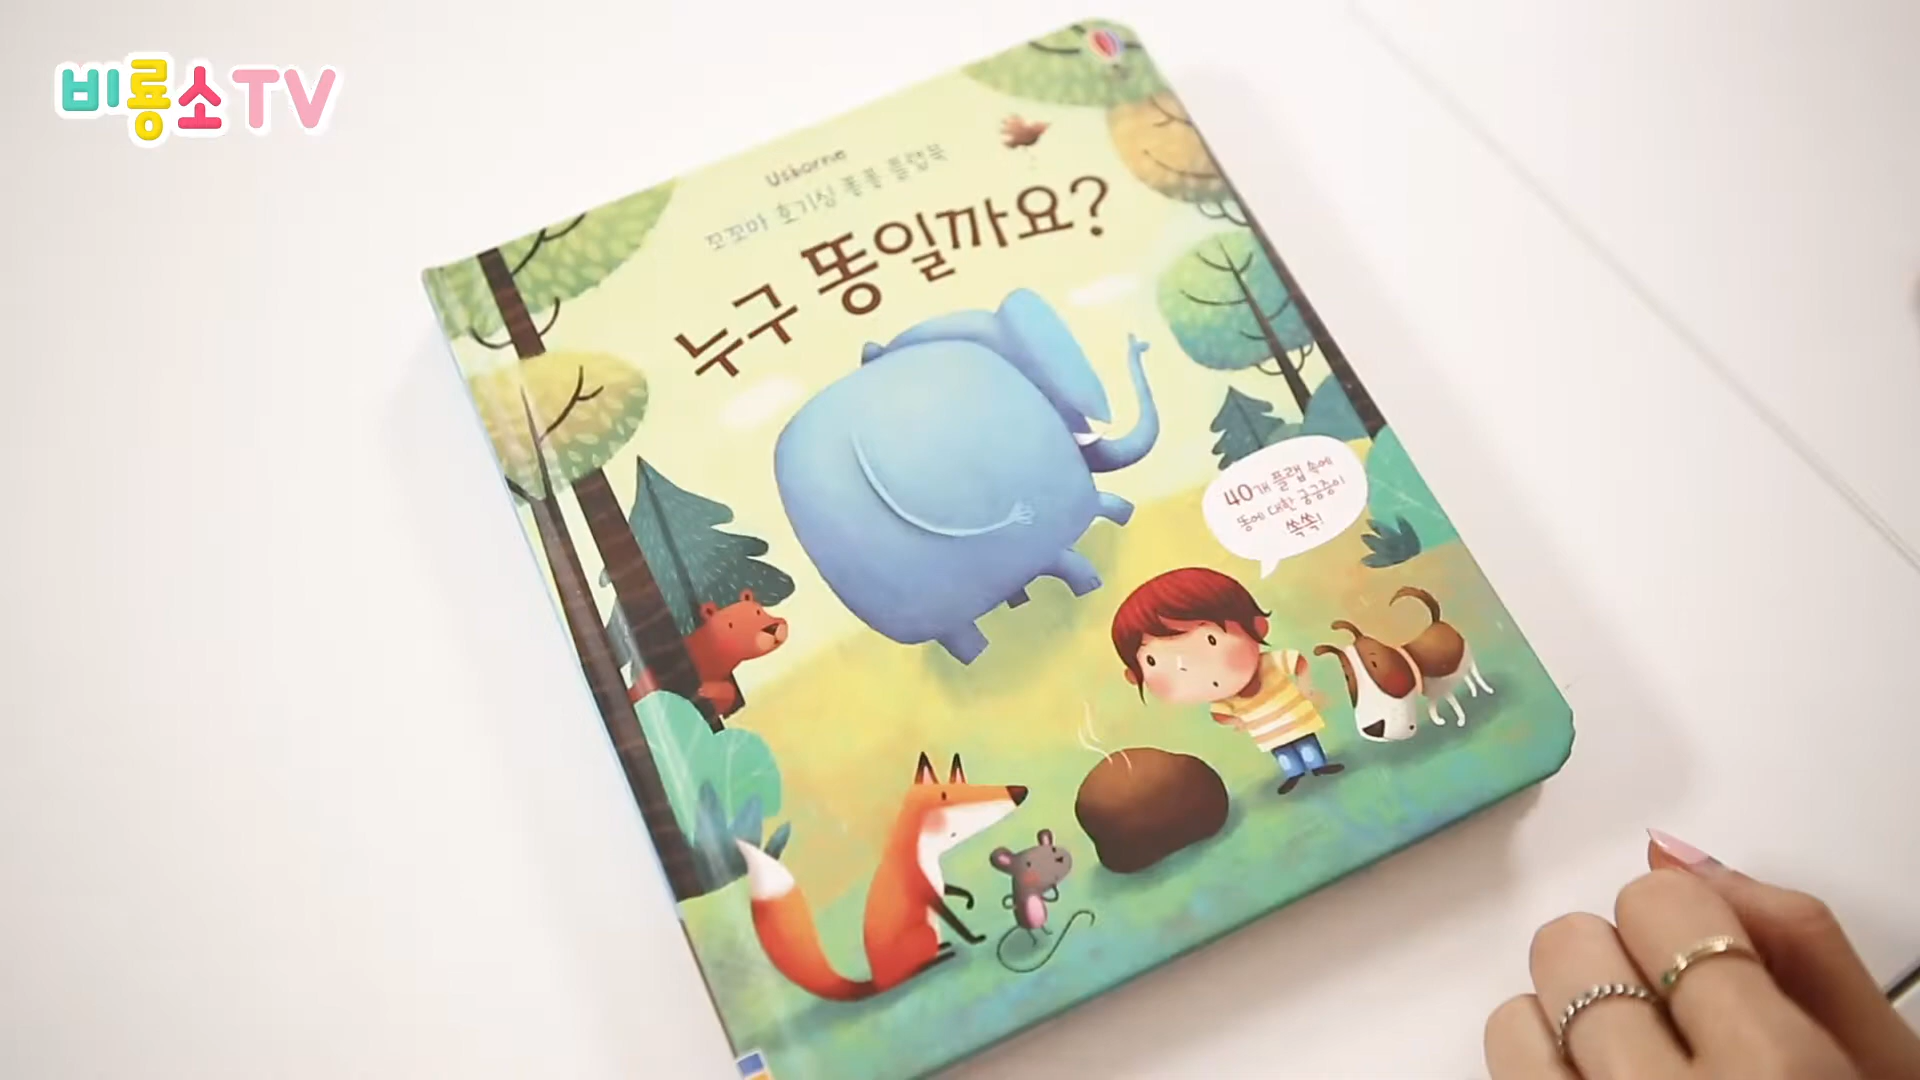 비룡소TV
Usborne
꼬꼬마 호기심 퐁퐁 플랩북
누구 똥일까요?
40개 플랩 속에
똥에 대한 궁금증이
쏙쏙!